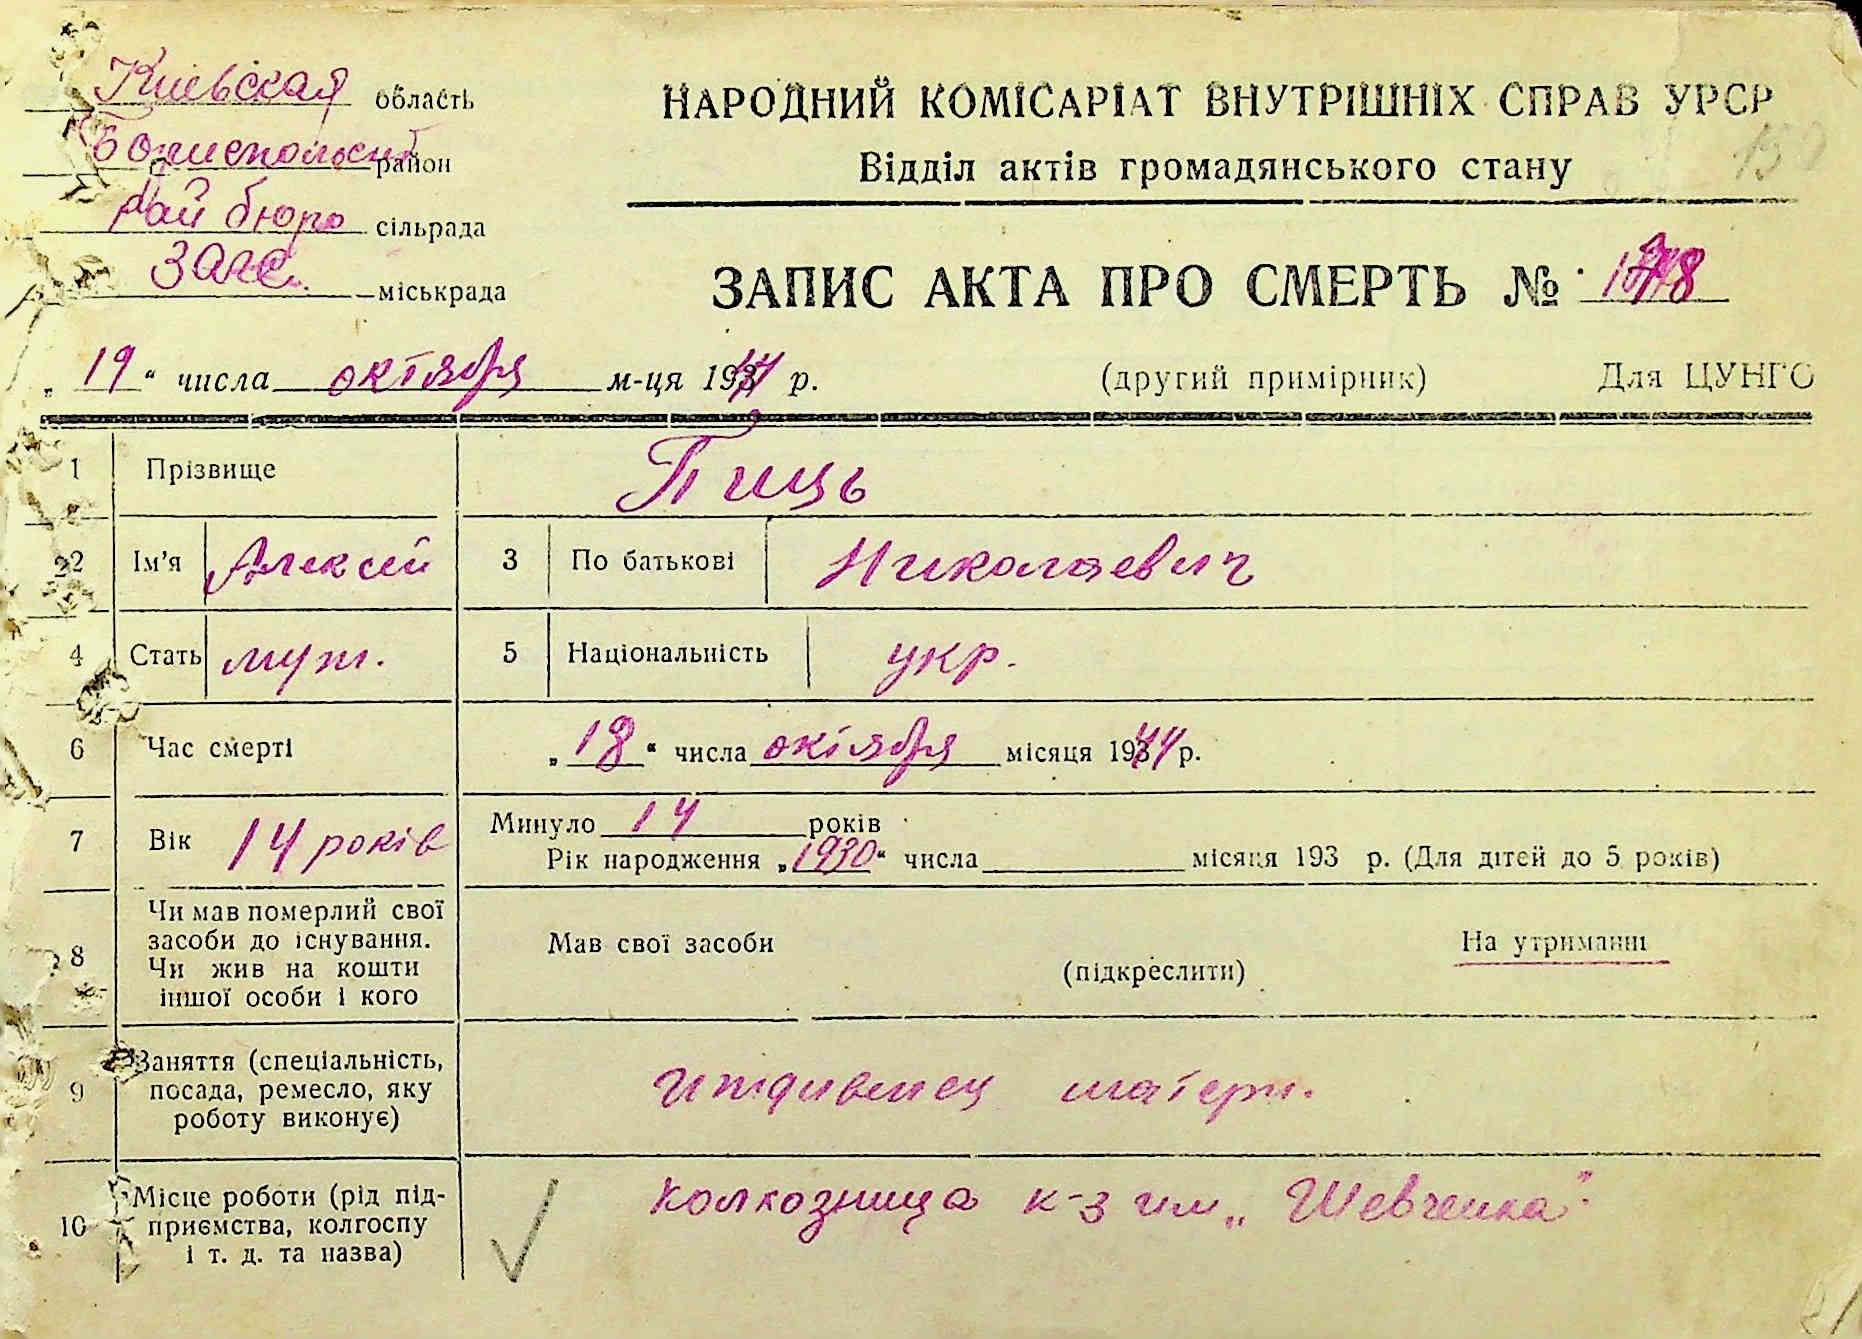 Киевская область
Бориспольский район
Рай бюро сільрада
Загс. міськрада
НАРОДНИЙ КОМІСАРІАТ ВНУТРІШНІХ СПРАВ УРСР
150
Відділ актів громадянського стану
ЗАПИС АКТА ПРО СМЕРТЬ №
„19“ числа октября м-ця 1944 р.
(другий примірник) Для ЦУНГО
1 Прізвище
2 Ім'я Алексей 3 По батькові Николаевич
4 Стать муж. 5 Національність укр.
6 Час смерті „18“ числа октября місяця 1944 р.
7 Вік 14 років Минуло 14 років
Рік народження „1930“ числа місяця 193 р. (Для дітей до 5 років)
8 Чи мав померлий свої
засоби до існування.
Чи жив на кошти
іншої особи і кого
Мав свої засоби На утриманні
(підкреслити)
9 Заняття (спеціальність,
посада, ремесло, яку
роботу виконує)
Иждивенец матери.
10 Місце роботи (рід під-
приємства, колгоспу
і т. д. та назва)
колхозница к-з им „Шевченка".